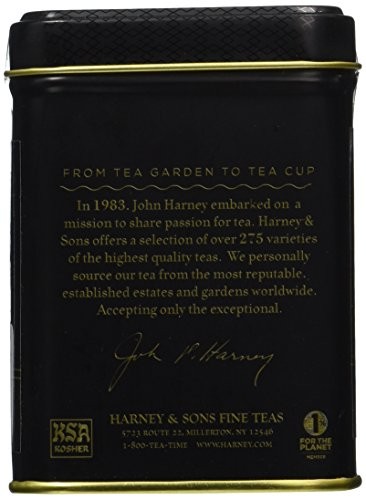 FROM TEA GARDEN TO TEA CUP
In 1983, John Harney embarked on a
mission to share passion for tea. Harney &
Sons offers a selection of over 275 varieties
of the highest quality teas. We personally
source our tea from the most reputable,
established estates and gardens worldwide.
Accepting only the exceptional.
John P. Harney
KSA
KOSHER
HARNEY & SONS FINE TEAS
5723 ROUTE 22, MILLERTON, NY 12546
1-800-TEA-TIME WWW.HARNEY.COM
1%
FOR THE
PLANET
MEMBER